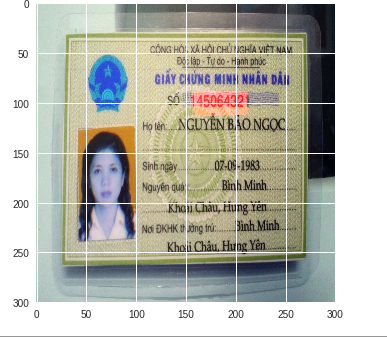 CỘNG HÒA XÃ HỘI CHỦ NGHĨA VIỆT NAM
Độc lập - Tự do - Hạnh phúc
GIẤY CHỨNG MINH NHÂN DÂN
SỐ 145064321
Họ tên: NGUYỄN BẢO NGỌC
Sinh ngày 07-09-1983
Nguyên quán: Bình Minh
Khoái Châu, Hưng Yên
Nơi ĐKHK thường trú: Bình Minh
Khoái Châu, Hưng Yên
0
50
100
150
200
250
300
0 50 100 150 200 250 300